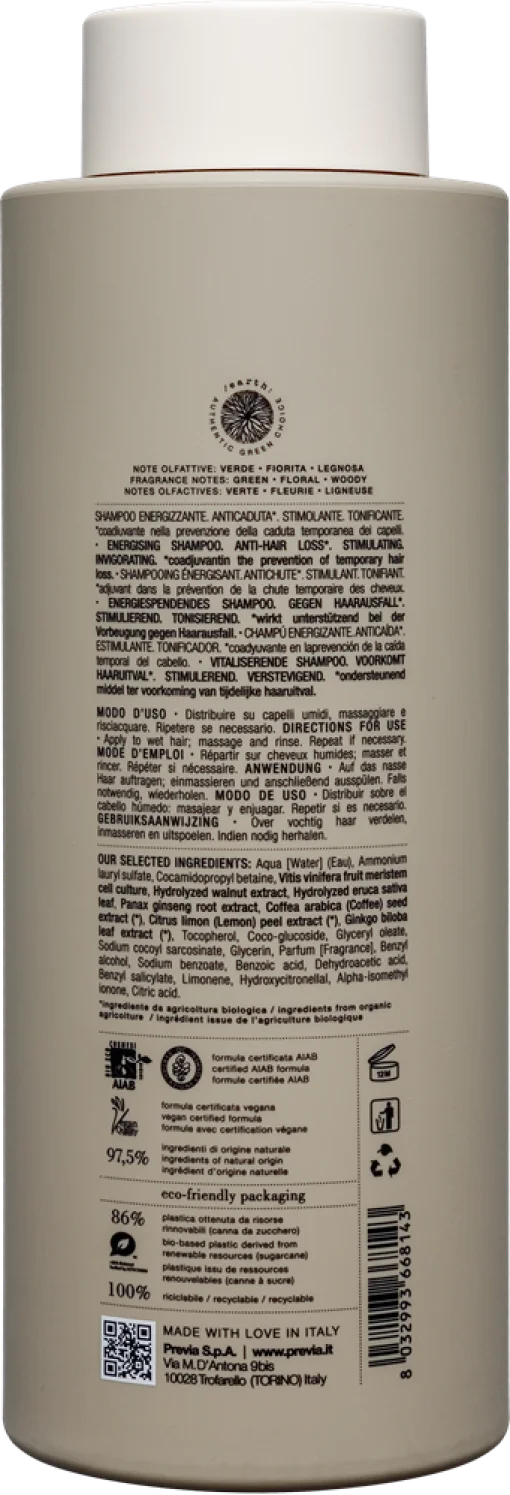 /earth/
AUTHENTIC GREEN CHOICE
NOTE OLFATTIVE: VERDE • FIORITA • LEGNOSA
FRAGRANCE NOTES: GREEN • FLORAL • WOODY
NOTES OLFACTIVES: VERTE • FLEURIE • LIGNEUSE
SHAMPOO ENERGIZZANTE. ANTICADUTA*. STIMOLANTE. TONIFICANTE.
*coadiuvante nella prevenzione della caduta temporanea dei capelli.
• ENERGISING SHAMPOO. ANTI-HAIR LOSS*. STIMULATING.
INVIGORATING. *coadjuvantin the prevention of temporary hair
loss. • SHAMPOOING ÉNERGISANT. ANTICHUTE*. STIMULANT. TONIFIANT.
*adjuvant dans la prévention de la chute temporaire des cheveux.
• ENERGIESPENDENDES SHAMPOO. GEGEN HAARAUSFALL*.
STIMULIEREND. TONISIEREND. *wirkt unterstützend bei der
Vorbeugung gegen Haarausfall. • CHAMPÚ ENERGIZANTE. ANTICAÍDA*.
ESTIMULANTE. TONIFICADOR. *coadyuvante en laprevención de la caída
temporal del cabello. • VITALISERENDE SHAMPOO. VOORKOMT
HAARUITVAL*. STIMULEREND. VERSTEVIGEND. *ondersteunend
middel ter voorkoming van tijdelijke haaruitval.
MODO D'USO • Distribuire su capelli umidi, massaggiare e
risciacquare. Ripetere se necessario. DIRECTIONS FOR USE
• Apply to wet hair; massage and rinse. Repeat if necessary.
MODE D'EMPLOI • Répartir sur cheveux humides; masser et
rincer. Répéter si nécessaire. ANWENDUNG • Auf das nasse
Haar auftragen; einmassieren und anschließend ausspülen. Falls
notwendig, wiederholen. MODO DE USO • Distribuir sobre el
cabello húmedo: masajear y enjuagar. Repetir si es necesario.
GEBRUIKSAANWIJZING • Over vochtig haar verdelen,
inmasseren en uitspoelen. Indien nodig herhalen.
OUR SELECTED INGREDIENTS: Aqua [Water] (Eau), Ammonium
lauryl sulfate, Cocamidopropyl betaine, Vitis vinifera fruit meristem
cell culture, Hydrolyzed walnut extract, Hydrolyzed eruca sativa
leaf, Panax ginseng root extract, Coffea arabica (Coffee) seed
extract (*), Citrus limon (Lemon) peel extract (*), Ginkgo biloba
leaf extract (*), Tocopherol, Coco-glucoside, Glyceryl oleate,
Sodium cocoyl sarcosinate, Glycerin, Parfum [Fragrance], Benzyl
alcohol, Sodium benzoate, Benzoic acid, Dehydroacetic acid,
Benzyl salicylate, Limonene, Hydroxycitronellal, Alpha-isomethyl
ionone, Citric acid.
*ingrediente da agricoltura biologica / ingredients from organic
agriculture / ingrédient issue de l'agriculture biologique
AIAB
formula certificata AIAB
certified AIAB formula
formule certifiée AIAB
12M
formula certificata vegana
vegan certified formula
formule avec certification végane
97,5%
ingredienti di origine naturale
ingredients of natural origin
ingrédient d'origine naturelle
eco-friendly packaging
86%
plastica ottenuta da risorse
rinnovabili (canna da zucchero)
bio-based plastic derived from
renewable resources (sugarcane)
plastique issu de ressources
renouvelables (canne à sucre)
100%
riciclabile / recyclable / recyclable
MADE WITH LOVE IN ITALY
Previa S.p.A. | www.previa.it
Via M.D'Antona 9bis
10028 Trofarello (TORINO) Italy
8 032993 668143